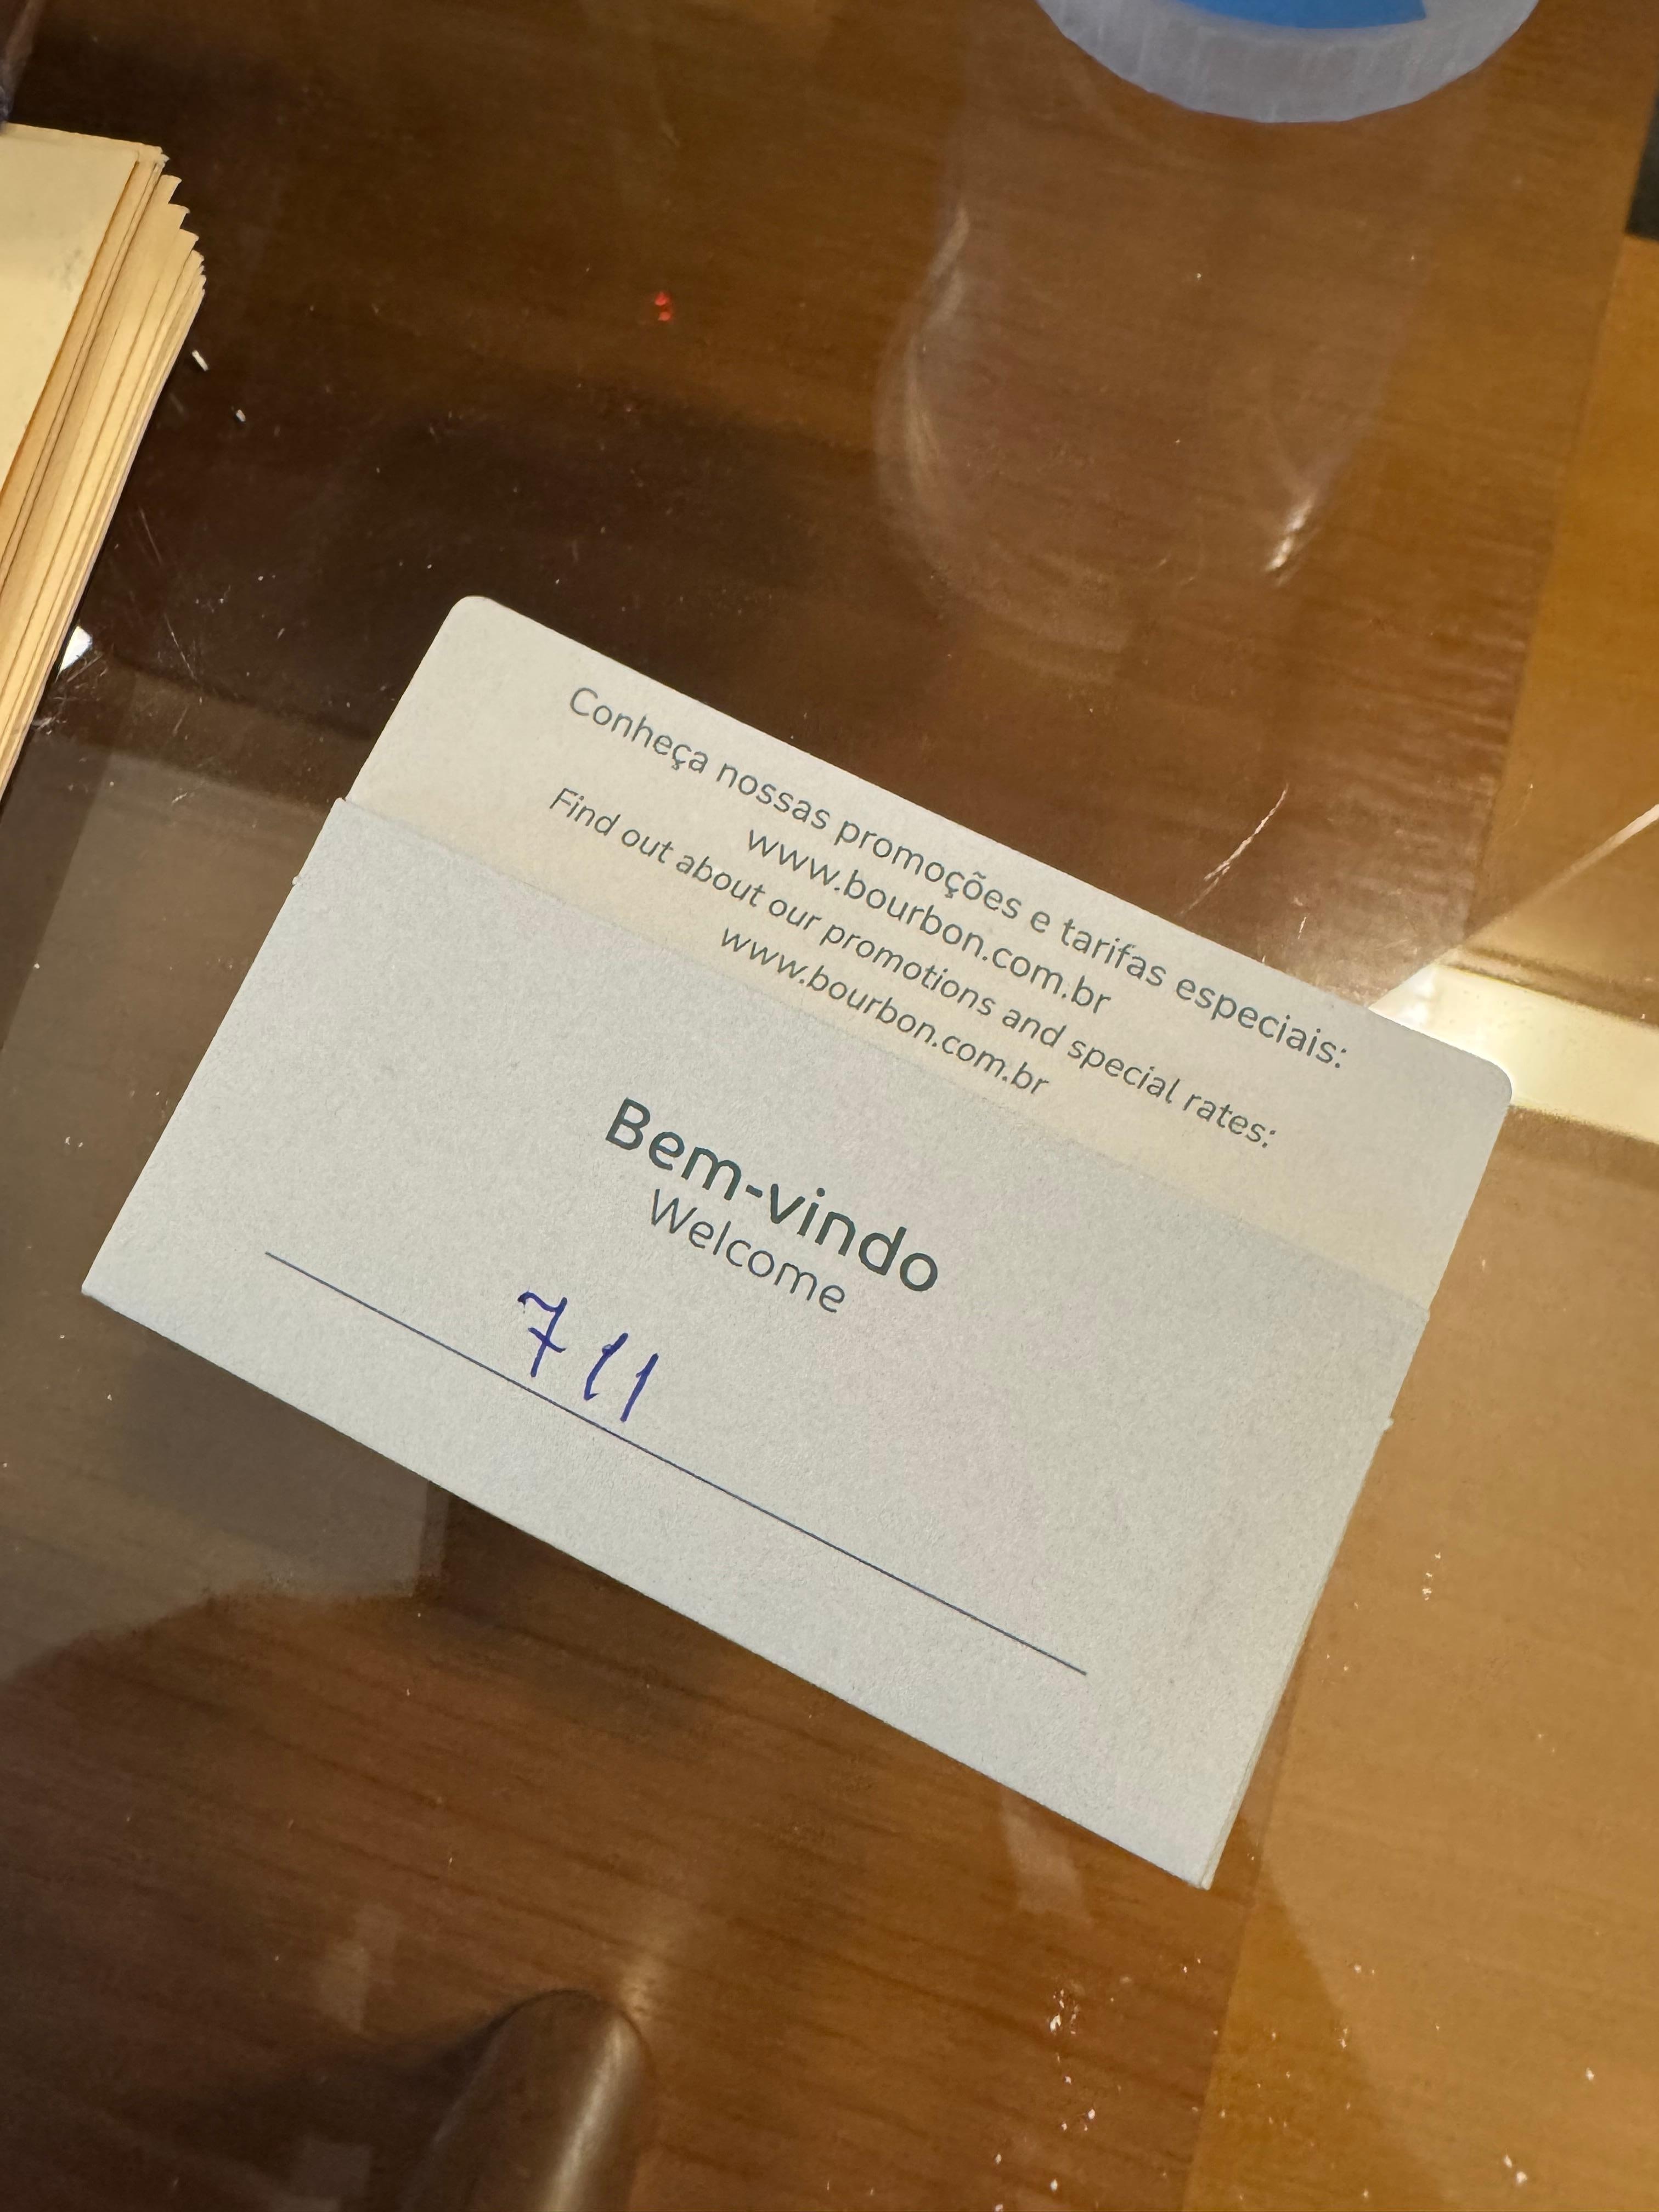 Conheça nossas promoções e tarifas especiais:
www.bourbon.com.br
Find out about our promotions and special rates:
www.bourbon.com.br
Bem-vindo
Welcome
711